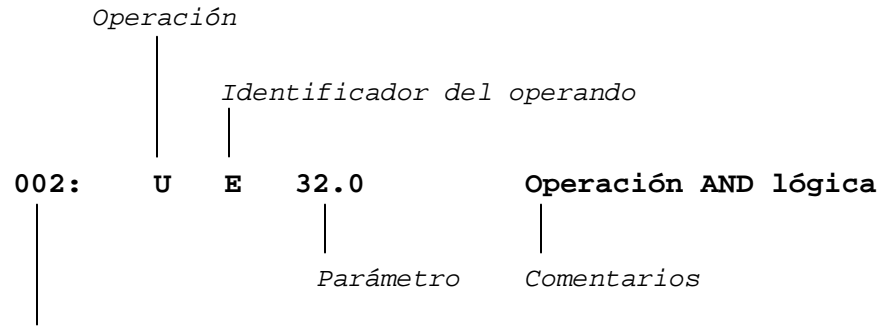 Operación
Identificador del operando
002: U E 32.0 Operación AND lógica
Parámetro Comentarios